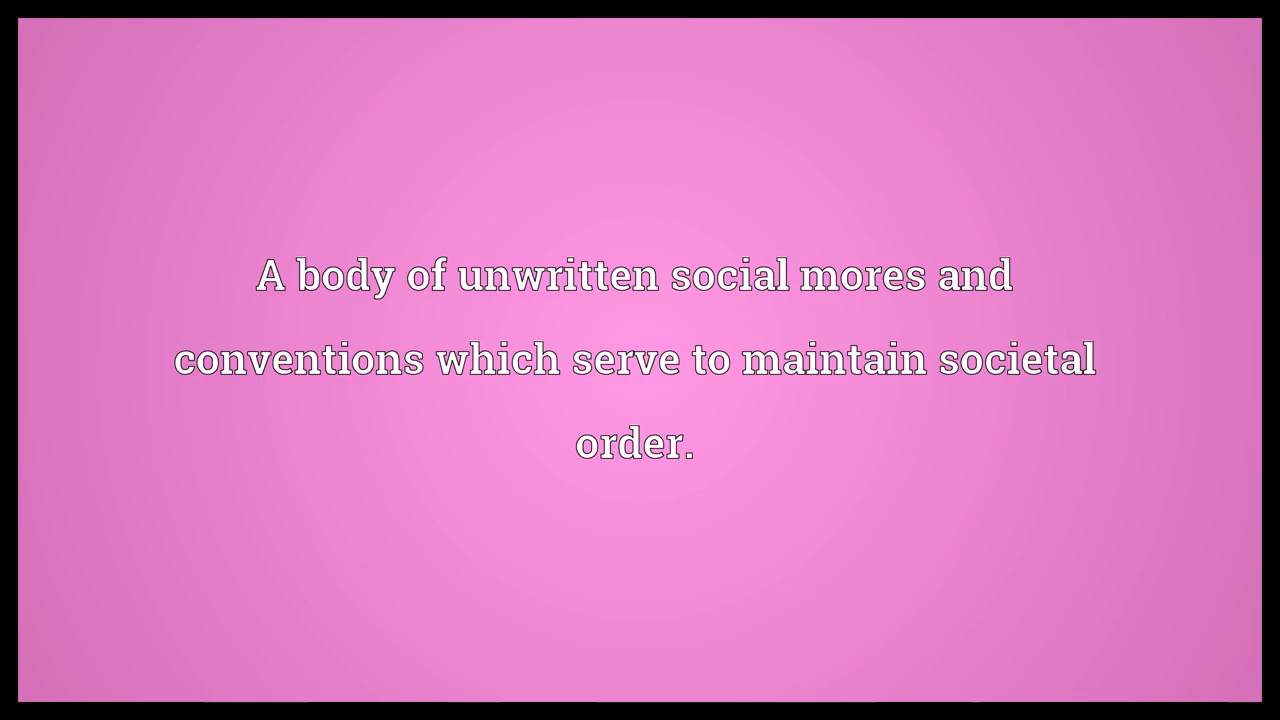 A body of unwritten social mores and
conventions which serve to maintain societal
order.